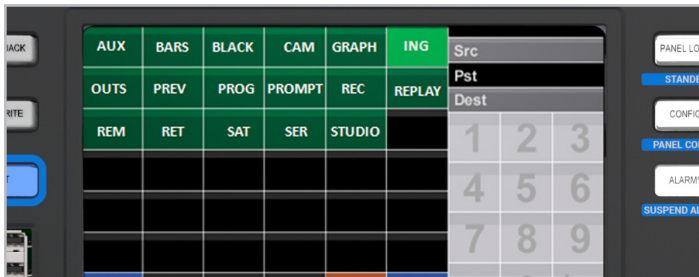 AUX BARS BLACK CAM GRAPH ING
OUTS PREV PROG PROMPT REC REPLAY
REM RET SAT SER STUDIO
Src
Pst
Dest
1 2 3
4 5 6
7 8 9
ACK
RITE
T
PANEL LO
STANDB
CONFIG
PANEL CO
ALARM
SUSPEND AL